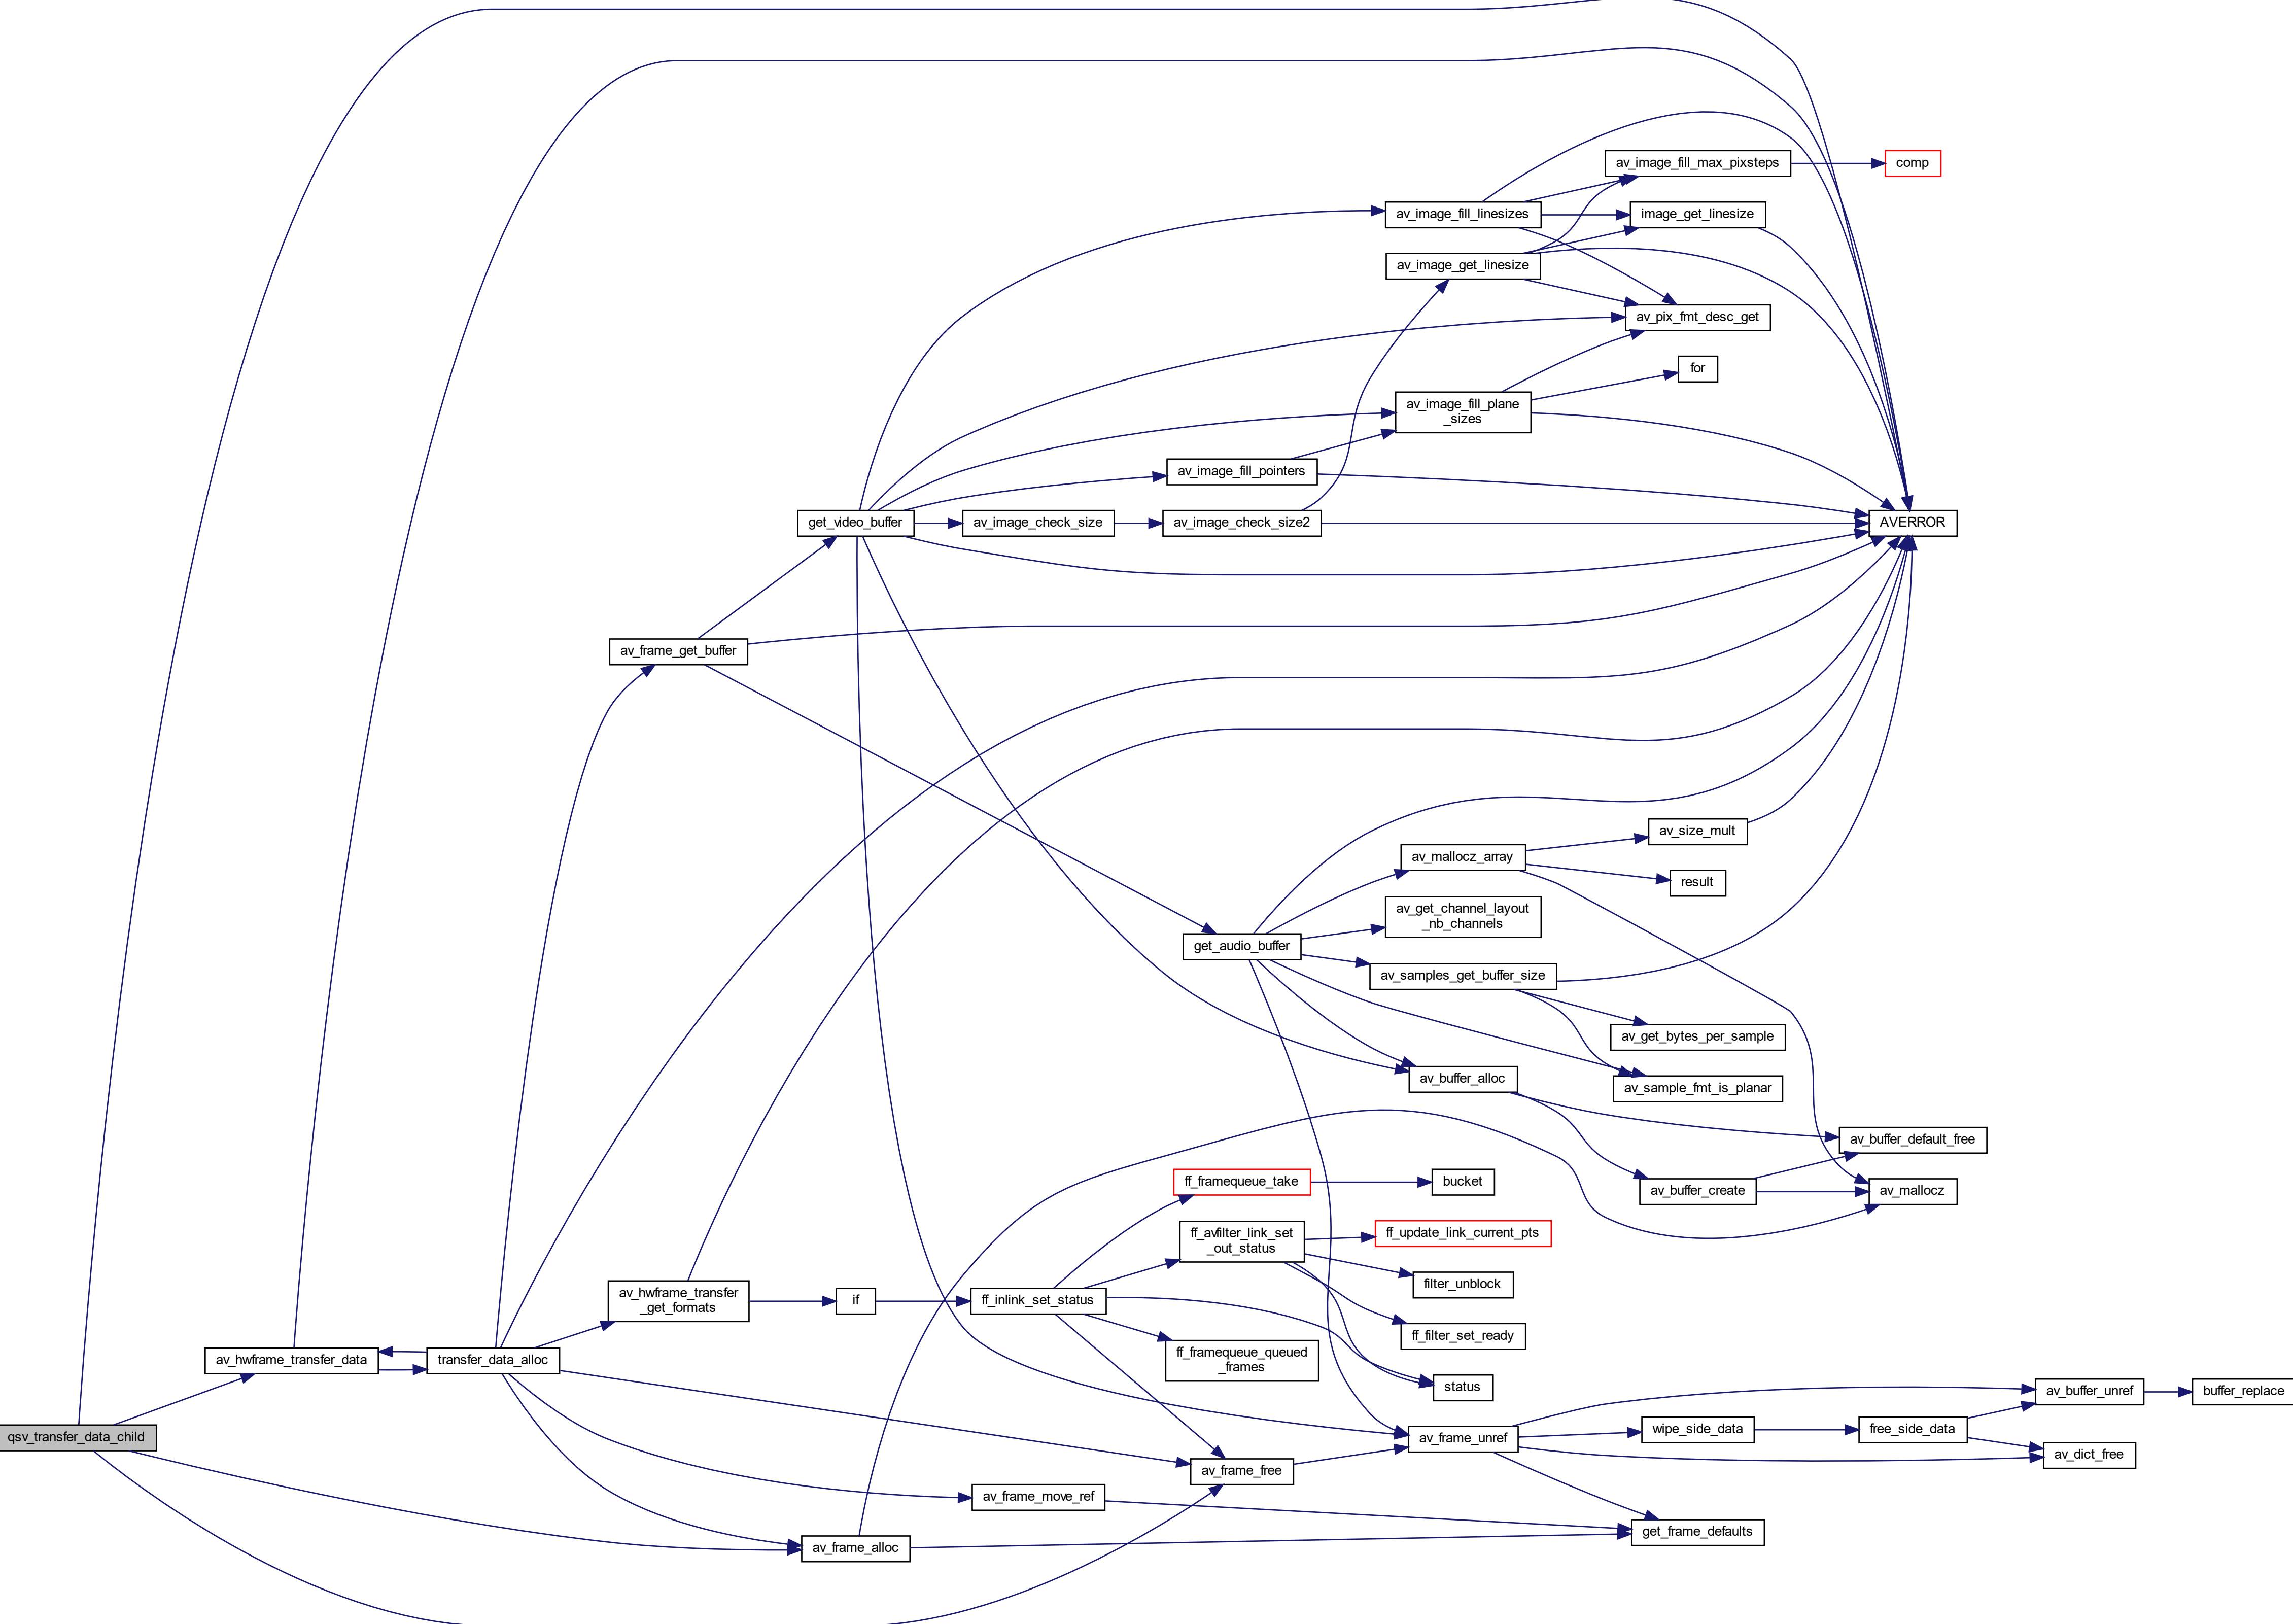 av_image_fill_max_pixsteps
comp
av_image_fill_linesizes
image_get_linesize
av_image_get_linesize
av_pix_fmt_desc_get
for
av_image_fill_plane
_sizes
av_image_fill_pointers
get_video_buffer
av_image_check_size
av_image_check_size2
AVERROR
av_frame_get_buffer
av_size_mult
av_mallocz_array
result
av_get_channel_layout
_nb_channels
get_audio_buffer
av_samples_get_buffer_size
av_get_bytes_per_sample
av_buffer_alloc
av_sample_fmt_is_planar
av_buffer_default_free
ff_framequeue_take
bucket
av_buffer_create
av_mallocz
ff_avfilter_link_set
_out_status
ff_update_link_current_pts
filter_unblock
av_hwframe_transfer
_get_formats
if
ff_inlink_set_status
ff_filter_set_ready
av_hwframe_transfer_data
transfer_data_alloc
ff_framequeue_queued
_frames
status
av_buffer_unref
buffer_replace
qsv_transfer_data_child
av_frame_unref
wipe_side_data
free_side_data
av_dict_free
av_frame_free
av_frame_move_ref
get_frame_defaults
av_frame_alloc